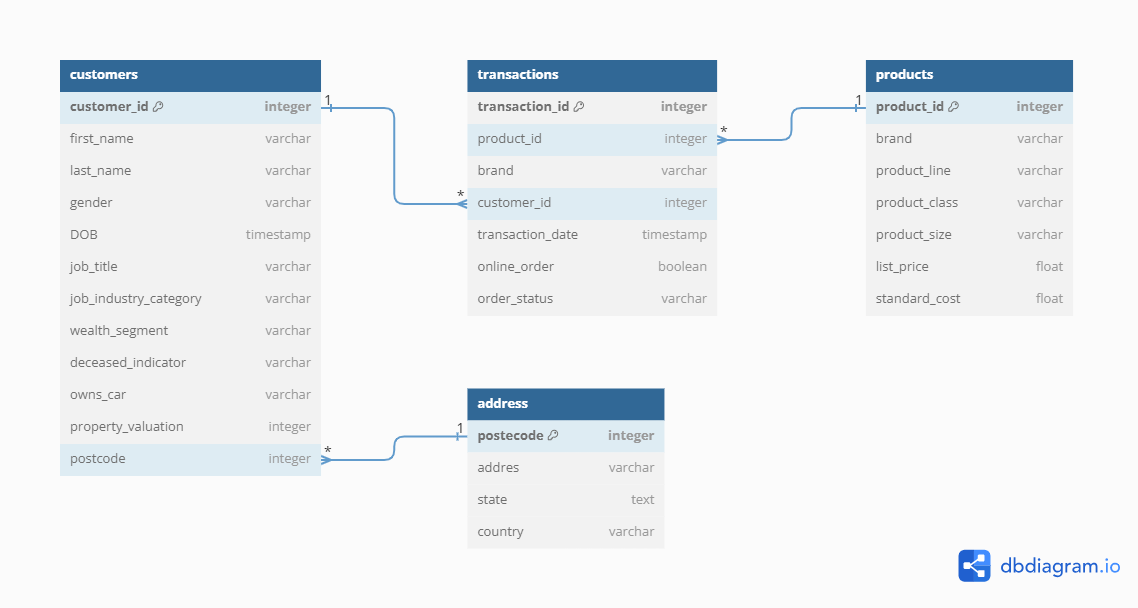 customers
customer_id integer
first_name varchar
last_name varchar
gender varchar
DOB timestamp
job_title varchar
job_industry_category varchar
wealth_segment varchar
deceased_indicator varchar
owns_car varchar
property_valuation integer
postcode integer
1
*
*
transactions
transaction_id integer
product_id integer
brand varchar
customer_id integer
transaction_date timestamp
online_order boolean
order_status varchar
*
1
products
product_id integer
brand varchar
product_line varchar
product_class varchar
product_size varchar
list_price float
standard_cost float
1
*
address
postecode integer
addres varchar
state text
country varchar
dbdiagram.io